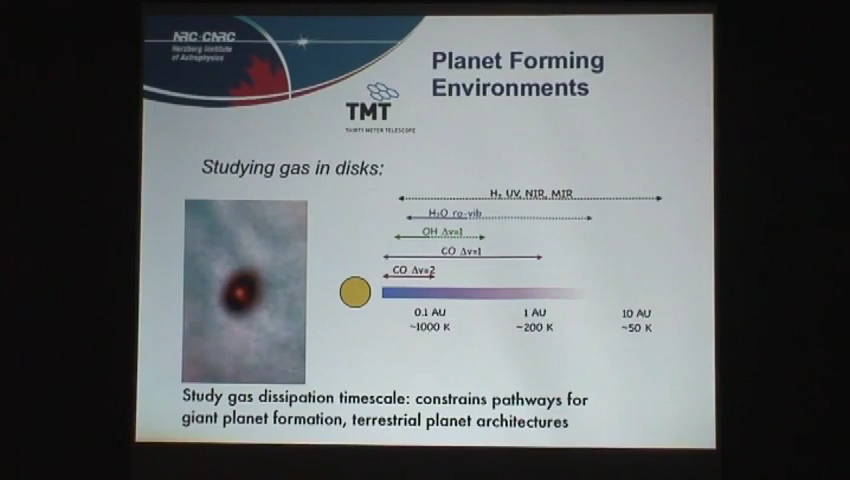 NRC-CNRC
Herzberg Institute
of Astrophysics
Planet Forming
Environments
TMT
THIRTY METER TELESCOPE
Studying gas in disks:
H₂ UV, NIR, MIR
H₂O ro-vib
OH Δv=1
CO Δv=1
CO Δv=2
0.1 AU 1 AU 10 AU
~1000 K ~200 K ~50 K
Study gas dissipation timescale: constrains pathways for
giant planet formation, terrestrial planet architectures